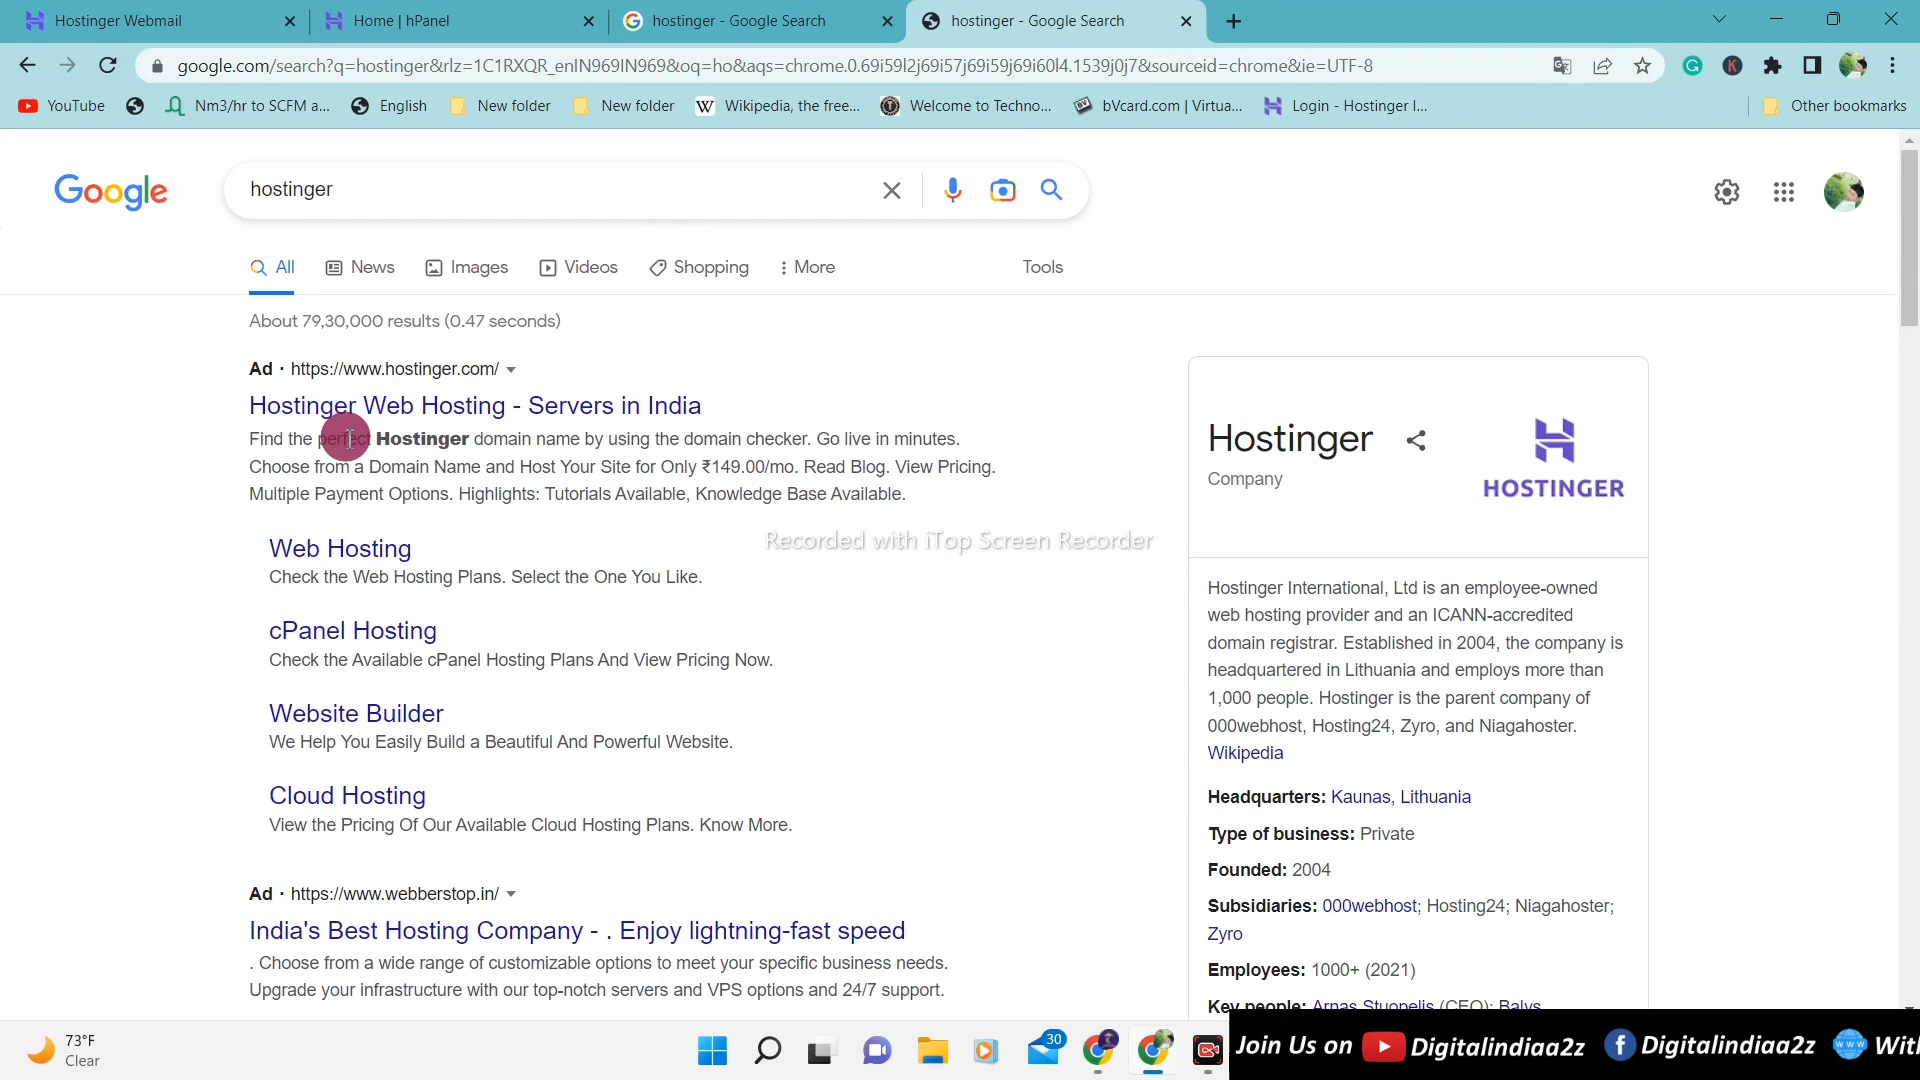 Hostinger Webmail
Home | hPanel
hostinger - Google Search
hostinger - Google Search
google.com/search?q=hostinger&rlz=1C1RXQR_enIN969IN969&oq=ho&aqs=chrome.0.69i59l2j69i57j69i59j69i60l4.1539j0j7&sourceid=chrome&ie=UTF-8
YouTube
Nm3/hr to SCFM a...
English
New folder
New folder
Wikipedia, the free...
Welcome to Techno...
bVcard.com | Virtua...
Login - Hostinger I...
Other bookmarks
Google
hostinger
All
News
Images
Videos
Shopping
More
Tools
About 79,30,000 results (0.47 seconds)
Ad · https://www.hostinger.com/
Hostinger Web Hosting - Servers in India
Find the perfect Hostinger domain name by using the domain checker. Go live in minutes.
Choose from a Domain Name and Host Your Site for Only ₹149.00/mo. Read Blog. View Pricing.
Multiple Payment Options. Highlights: Tutorials Available, Knowledge Base Available.
Web Hosting
Check the Web Hosting Plans. Select the One You Like.
cPanel Hosting
Check the Available cPanel Hosting Plans And View Pricing Now.
Website Builder
We Help You Easily Build a Beautiful And Powerful Website.
Cloud Hosting
View the Pricing Of Our Available Cloud Hosting Plans. Know More.
Ad · https://www.webberstop.in/
India's Best Hosting Company - . Enjoy lightning-fast speed
. Choose from a wide range of customizable options to meet your specific business needs.
Upgrade your infrastructure with our top-notch servers and VPS options and 24/7 support.
Recorded with iTop Screen Recorder
Hostinger
Company
HOSTINGER
Hostinger International, Ltd is an employee-owned
web hosting provider and an ICANN-accredited
domain registrar. Established in 2004, the company is
headquartered in Lithuania and employs more than
1,000 people. Hostinger is the parent company of
000webhost, Hosting24, Zyro, and Niagahoster.
Wikipedia
Headquarters: Kaunas, Lithuania
Type of business: Private
Founded: 2004
Subsidiaries: 000webhost; Hosting24; Niagahoster;
Zyro
Employees: 1000+ (2021)
Key people: Arnas Stuopelis (CEO); Balys
73°F
Clear
30
Join Us on Digitalindiaa2z Digitalindiaa2z www